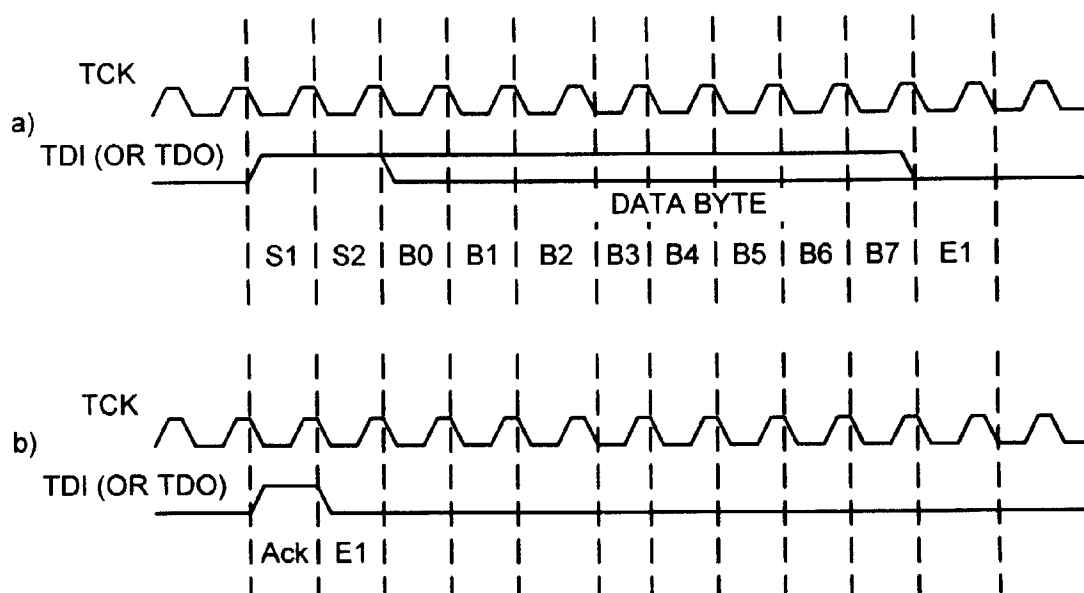 TCK
a)
TDI (OR TDO)
DATA BYTE
S1 S2 B0 B1 B2 B3 B4 B5 B6 B7 E1
TCK
b)
TDI (OR TDO)
Ack E1